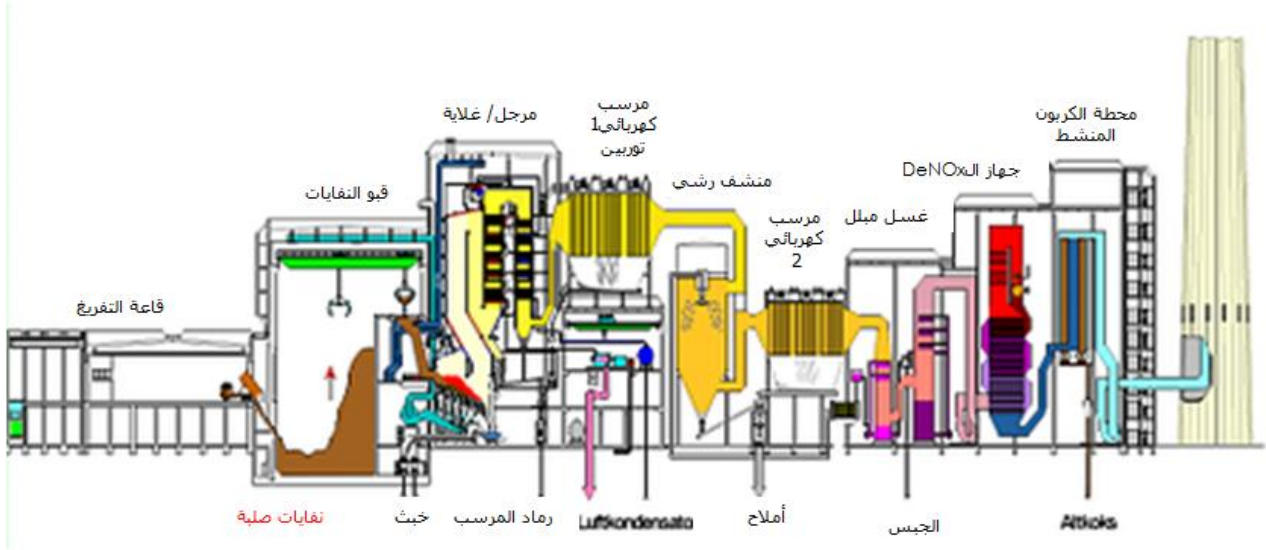 مرسب
كهربائي1
توربين
مرجل/ غلاية
محطة الكربون
المنشط
جهاز الـDeNOx
منشف رشي
قبو النفايات
مرسب
كهربائي
2
غسل مبلل
قاعة التفريغ
نفايات صلبة
خبث
رماد المرسب
Luftkondensato
أملاح
الجبس
Altkoks